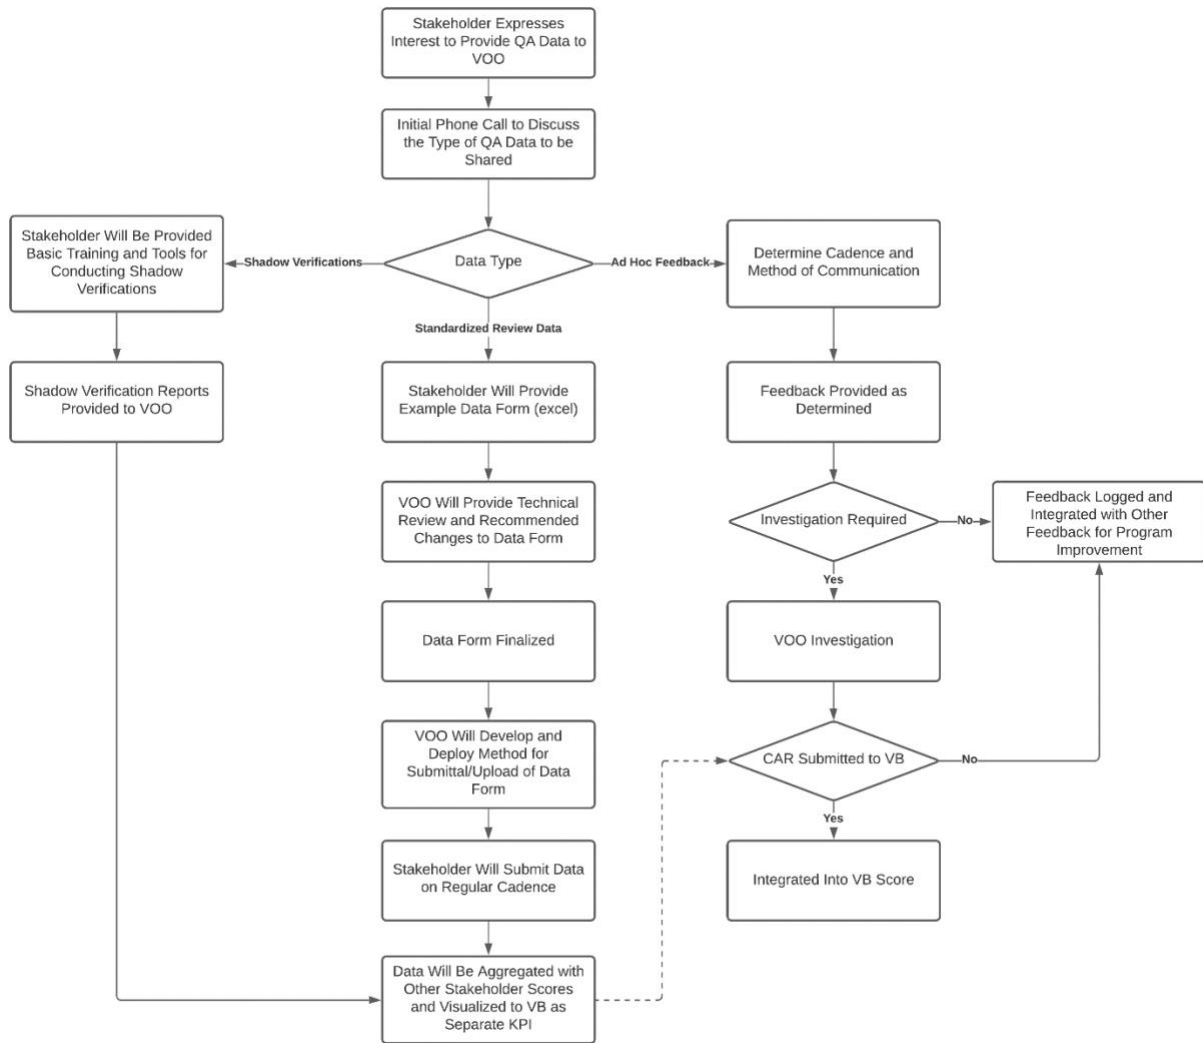 Stakeholder Expresses
Interest to Provide QA Data to
VOO
Initial Phone Call to Discuss
the Type of QA Data to be
Shared
Stakeholder Will Be Provided
Basic Training and Tools for
Conducting Shadow
Verifications
Shadow Verifications
Data Type
Ad Hoc Feedback
Determine Cadence and
Method of Communication
Standardized Review Data
Shadow Verification Reports
Provided to VOO
Stakeholder Will Provide
Example Data Form (excel)
Feedback Provided as
Determined
VOO Will Provide Technical
Review and Recommended
Changes to Data Form
Investigation Required
No
Feedback Logged and
Integrated with Other
Feedback for Program
Improvement
Yes
Data Form Finalized
VOO Investigation
VOO Will Develop and
Deploy Method for
Submittal/Upload of Data
Form
CAR Submitted to VB
No
Yes
Stakeholder Will Submit Data
on Regular Cadence
Integrated Into VB Score
Data Will Be Aggregated with
Other Stakeholder Scores
and Visualized to VB as
Separate KPI